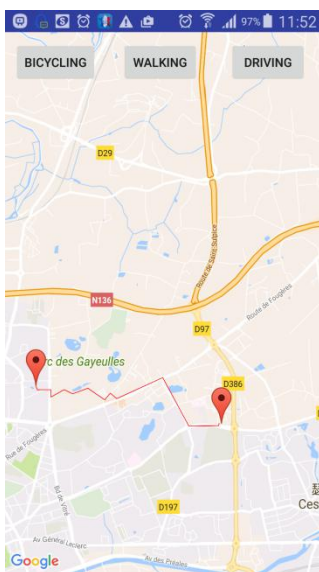 97% 11:52
BICYCLING WALKING DRIVING
D29
Route de Saint-Sulpice
N136
Route de Fougères
D97
rc des Gayeulles
D386
Rue de Fougères
Bd de Vitré
D197
Ces
Av Général Leclerc
Av. des Préales
Google